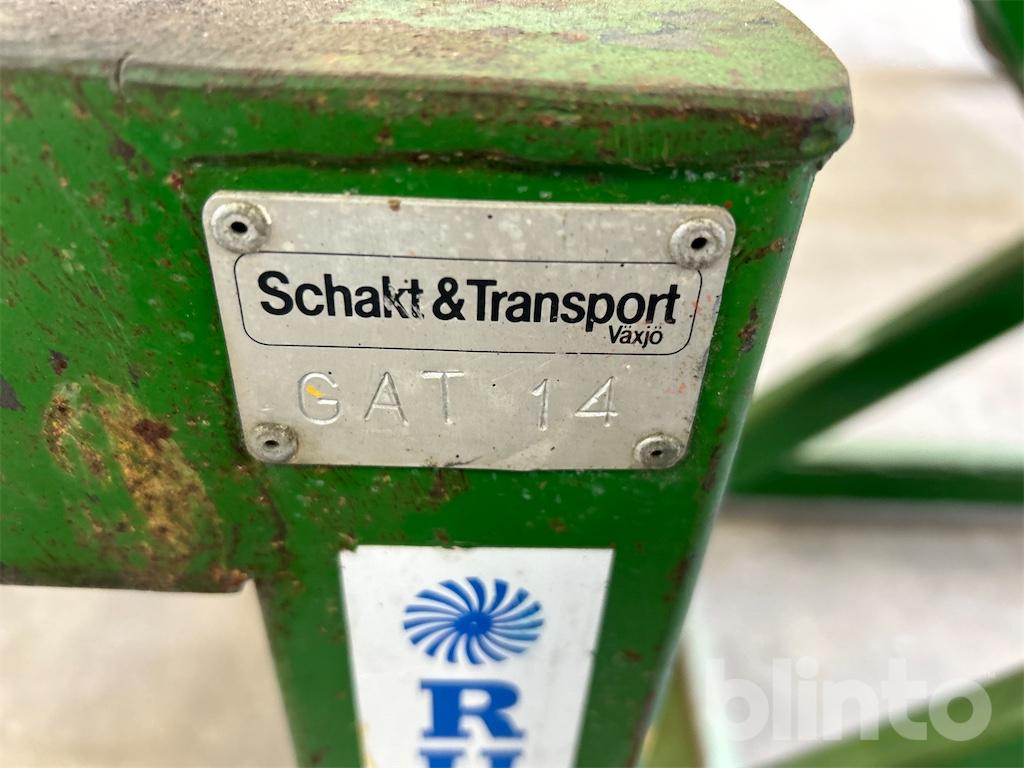 Schakt & Transport
Växjö
GAT 14
R
blinto